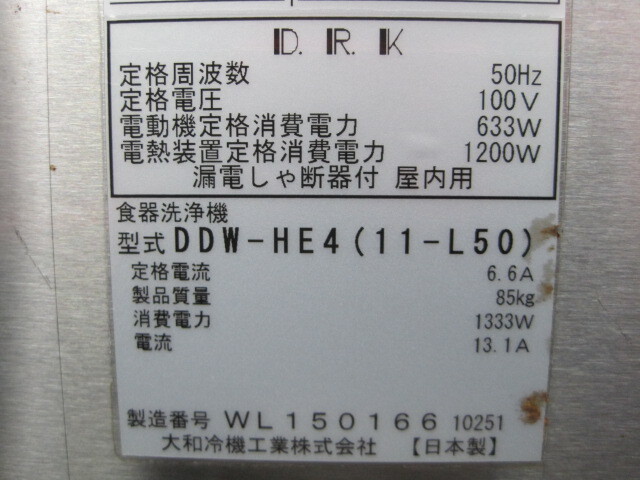 D. R. K
定格周波数 50Hz
定格電圧 100V
電動機定格消費電力 633W
電熱装置定格消費電力 1200W
漏電しゃ断器付 屋内用
食器洗浄機
型式 DDW-HE4(11-L50)
定格電流 6.6A
製品質量 85kg
消費電力 1333W
電流 13.1A
製造番号 WL150166 10251
大和冷機工業株式会社 【日本製】